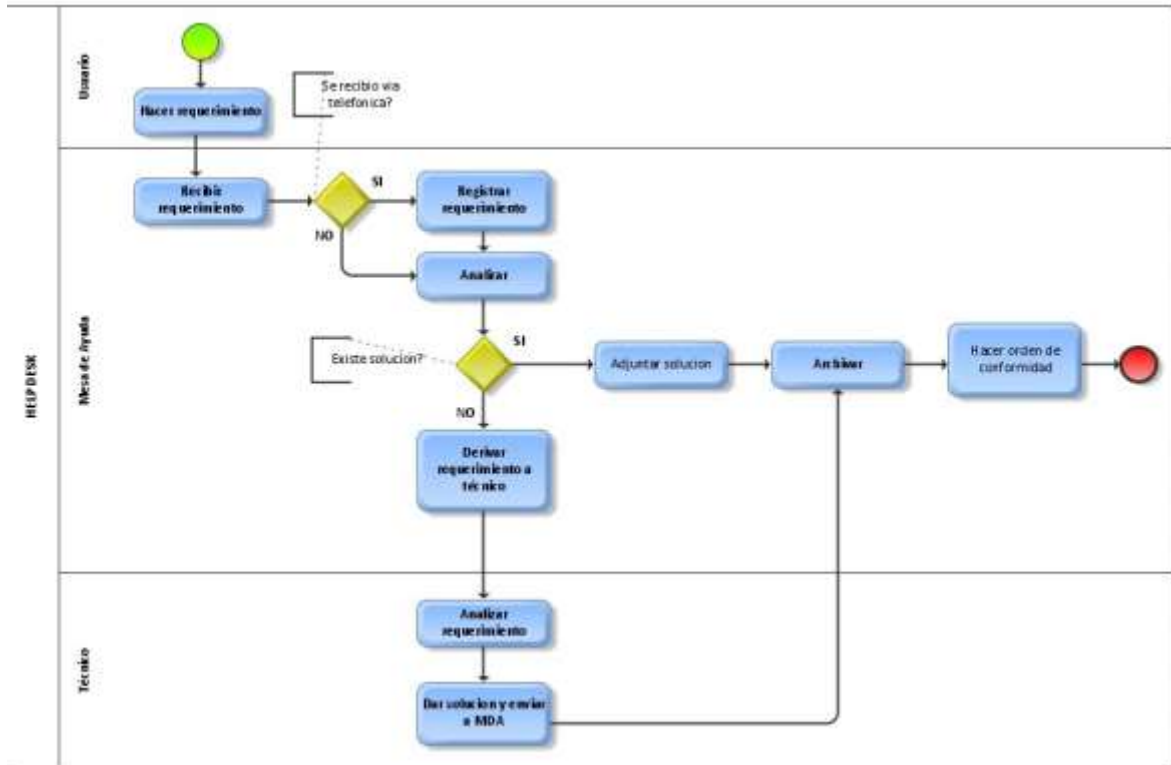 HELP DESK
Usuario
Hacer requerimiento
Se recibio via
telefonica?
Mesa de Ayuda
Recibir
requerimiento
SI
NO
Registrar
requerimiento
Analizar
Existe solucion?
SI
NO
Adjuntar solucion
Archivar
Hacer orden de
conformidad
Derivar
requerimiento a
técnico
Técnico
Analizar
requerimiento
Dar solucion y enviar
a MDA